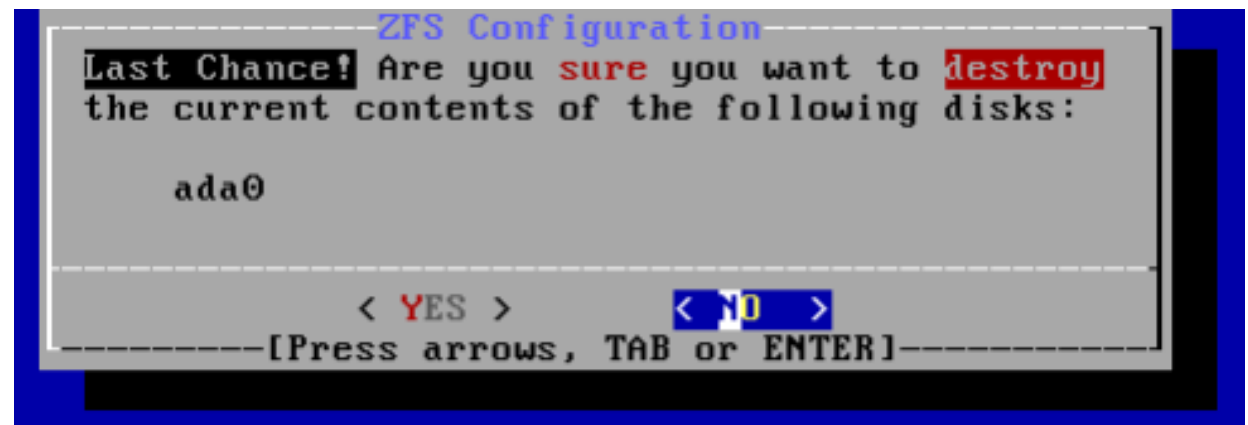 ZFS Configuration
Last Chance! Are you sure you want to destroy
the current contents of the following disks:
ada0
< YES > < NO >
[Press arrows, TAB or ENTER]